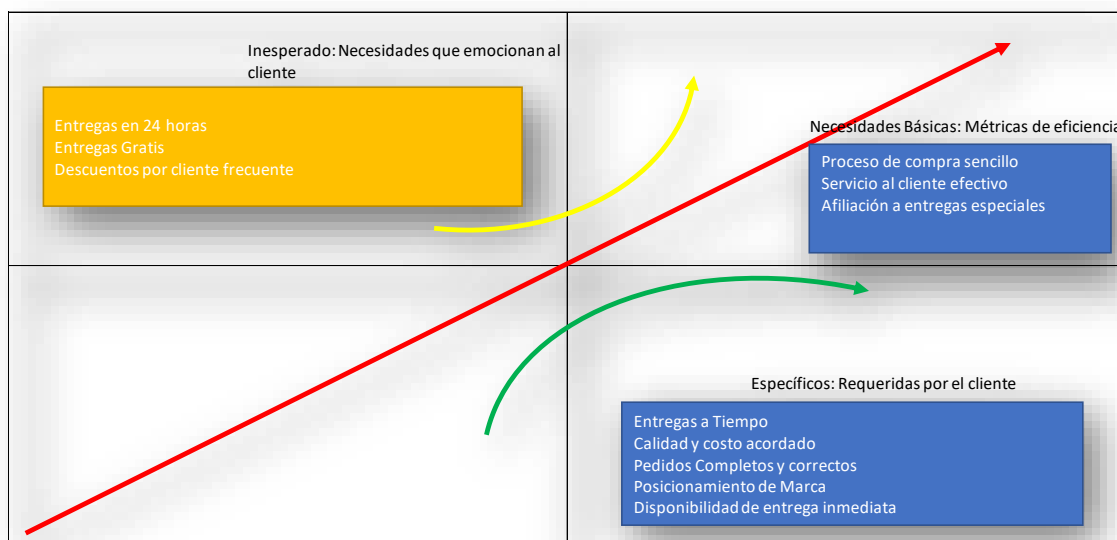 Inesperado: Necesidades que emocionan al
cliente
Entregas en 24 horas
Entregas Gratis
Descuentos por cliente frecuente
Necesidades Básicas: Métricas de eficiencia
Proceso de compra sencillo
Servicio al cliente efectivo
Afiliación a entregas especiales
Específicos: Requeridas por el cliente
Entregas a Tiempo
Calidad y costo acordado
Pedidos Completos y correctos
Posicionamiento de Marca
Disponibilidad de entrega inmediata